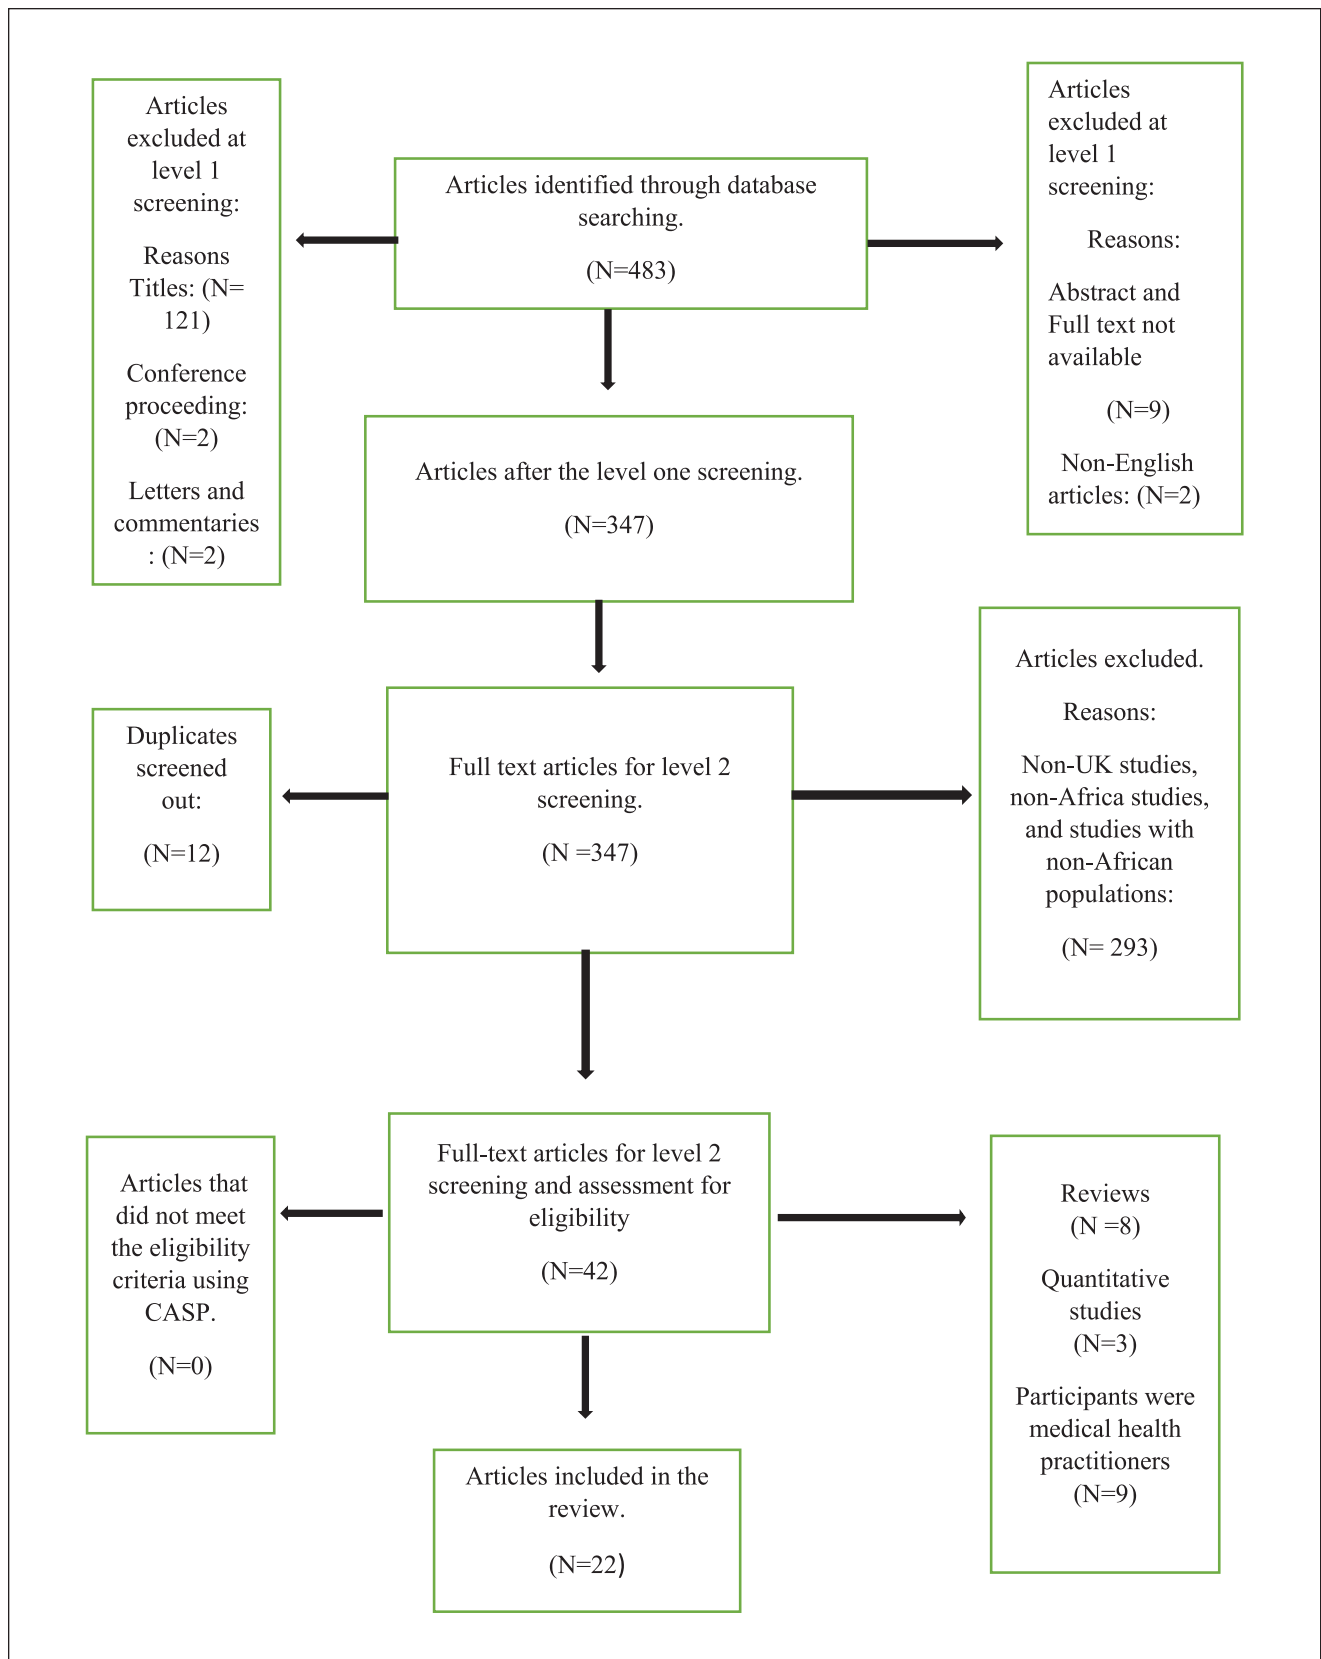 Articles
excluded at
level 1
screening:
Reasons
Titles: (N=
121)
Conference
proceeding:
(N=2)
Letters and
commentaries
: (N=2)
Articles identified through database
searching.
(N=483)
Articles
excluded at
level 1
screening:
Reasons:
Abstract and
Full text not
available
(N=9)
Non-English
articles: (N=2)
Articles after the level one screening.
(N=347)
Duplicates
screened
out:
(N=12)
Full text articles for level 2
screening.
(N =347)
Articles excluded.
Reasons:
Non-UK studies,
non-Africa studies,
and studies with
non-African
populations:
(N= 293)
Articles that
did not meet
the eligibility
criteria using
CASP.
(N=0)
Full-text articles for level 2
screening and assessment for
eligibility
(N=42)
Reviews
(N =8)
Quantitative
studies
(N=3)
Participants were
medical health
practitioners
(N=9)
Articles included in the
review.
(N=22)